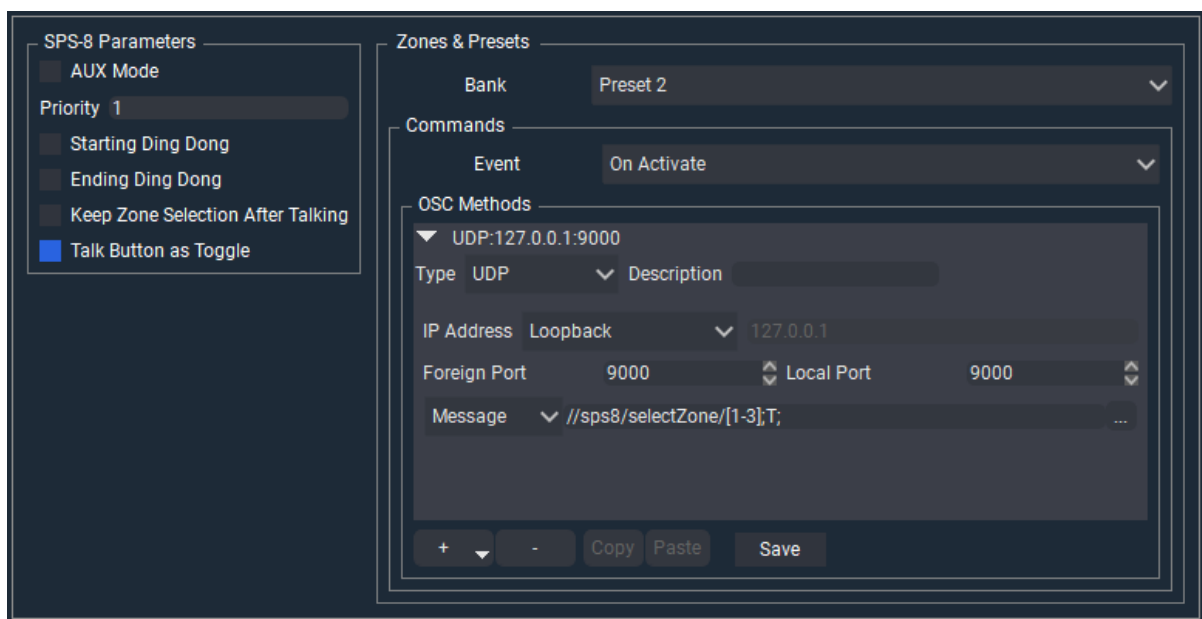 SPS-8 Parameters
AUX Mode
Priority 1
Starting Ding Dong
Ending Ding Dong
Keep Zone Selection After Talking
Talk Button as Toggle
Zones & Presets
Bank Preset 2
Commands
Event On Activate
OSC Methods
UDP:127.0.0.1:9000
Type UDP Description
IP Address Loopback 127.0.0.1
Foreign Port 9000 Local Port 9000
Message //sps8/selectZone/[1-3];T; ...
+ - Copy Paste Save